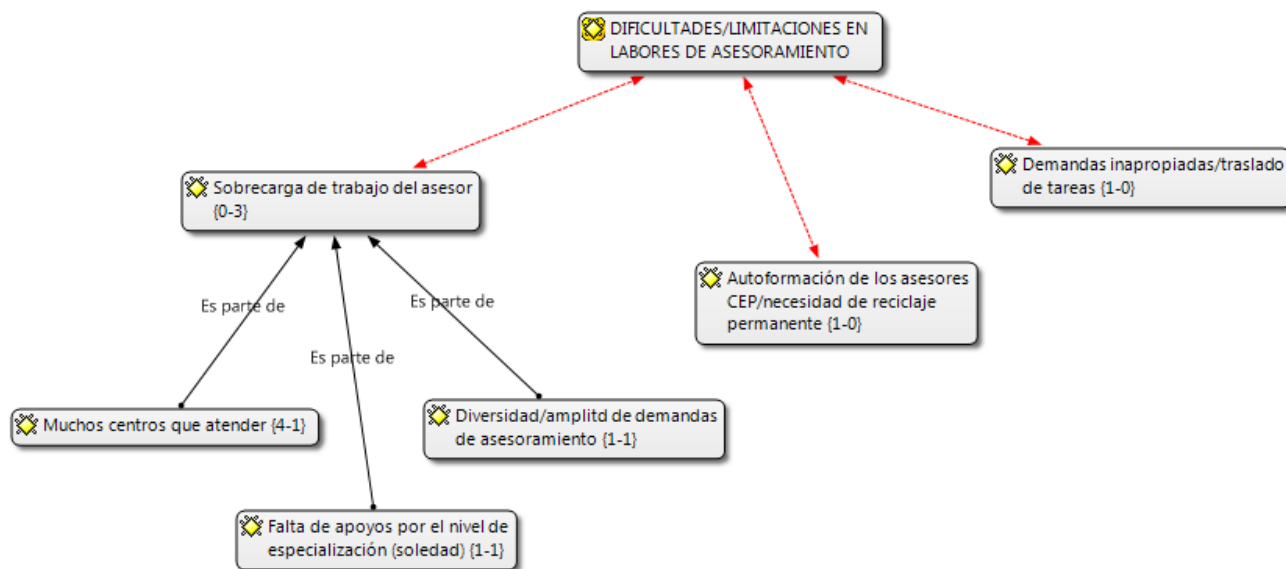 DIFICULTADES/LIMITACIONES EN
LABORES DE ASESORAMIENTO
Sobrecarga de trabajo del asesor
{0-3}
Demandas inapropiadas/traslado
de tareas {1-0}
Autoformación de los asesores
CEP/necesidad de reciclaje
permanente {1-0}
Es parte de
Es parte de
Es parte de
Muchos centros que atender {4-1}
Diversidad/amplitd de demandas
de asesoramiento {1-1}
Falta de apoyos por el nivel de
especialización (soledad) {1-1}